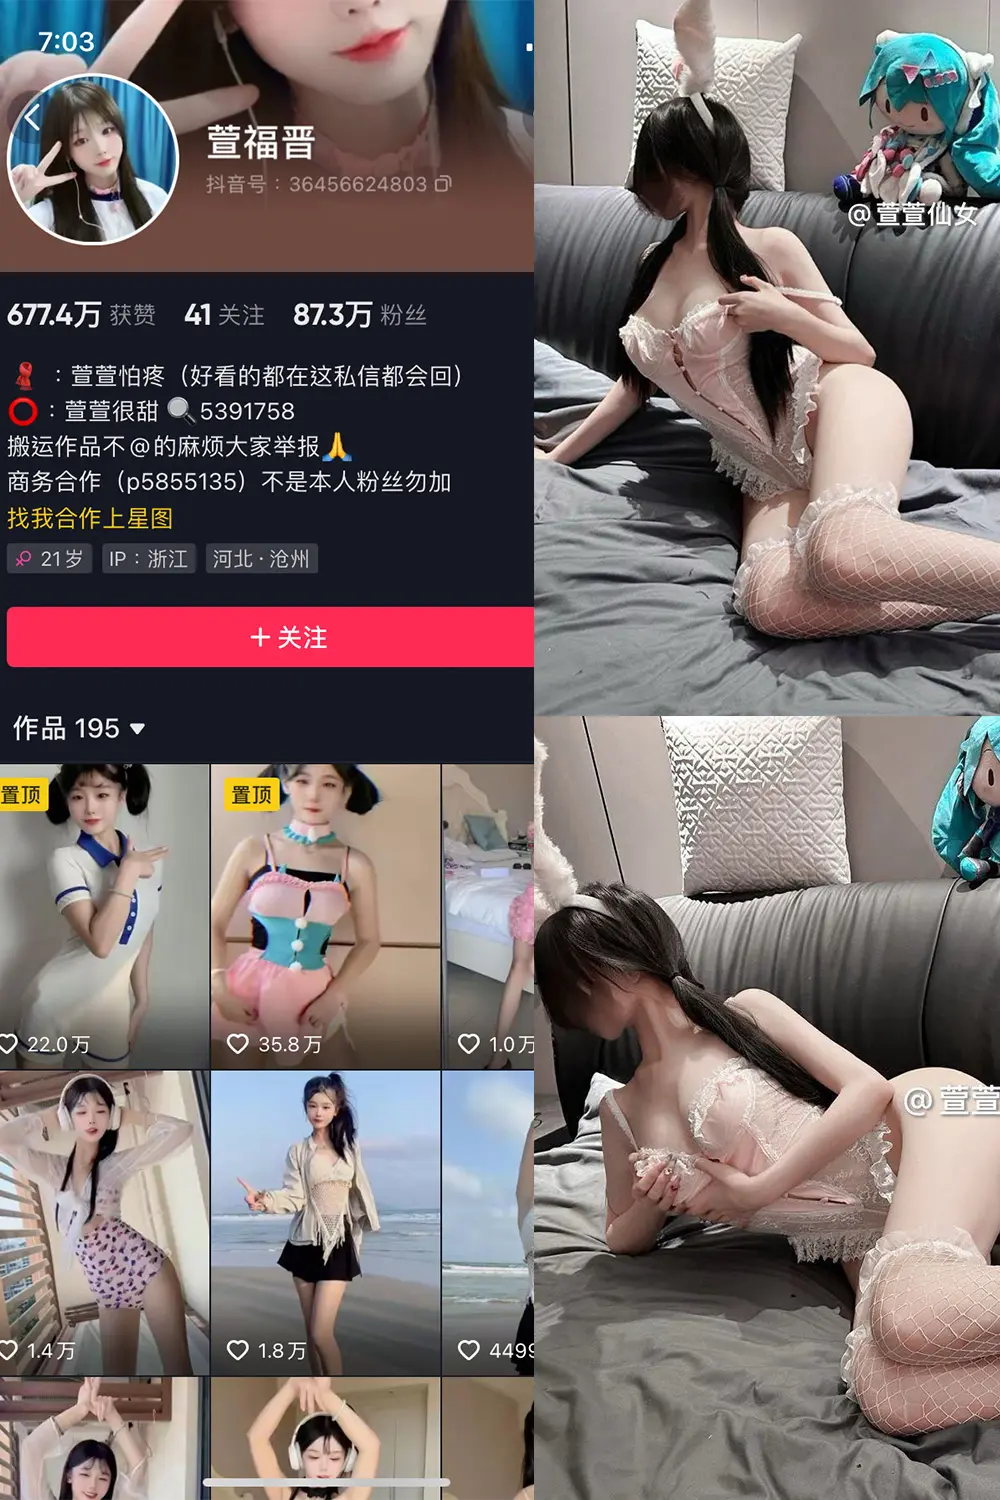 7:03
萱福晋
抖音号：36456624803
677.4万 获赞 41 关注 87.3万 粉丝
：萱萱怕疼（好看的都在这私信都会回）
：萱萱很甜 🔍5391758
搬运作品不@的麻烦大家举报🙏
商务合作（p5855135）不是本人粉丝勿加
找我合作上星图
21岁 IP：浙江 河北·沧州
+ 关注
作品 195
置顶
置顶
22.0万
35.8万
1.0万
1.4万
1.8万
4499
@萱萱仙女
@萱萱